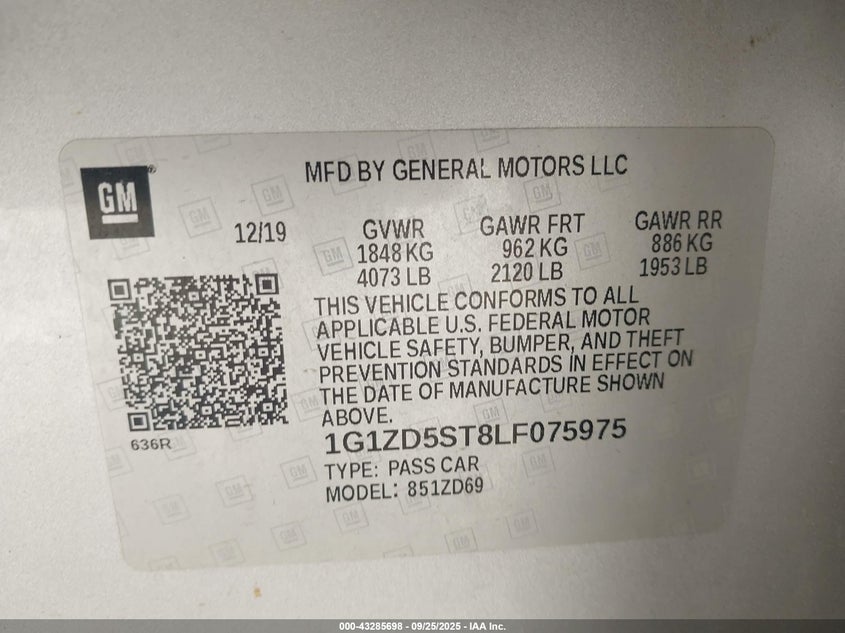 GM
MFD BY GENERAL MOTORS LLC
12/19
GVWR GAWR FRT GAWR RR
1848 KG 962 KG 886 KG
4073 LB 2120 LB 1953 LB
THIS VEHICLE CONFORMS TO ALL
APPLICABLE U.S. FEDERAL MOTOR
VEHICLE SAFETY, BUMPER, AND THEFT
PREVENTION STANDARDS IN EFFECT ON
THE DATE OF MANUFACTURE SHOWN
ABOVE.
636R
1G1ZD5ST8LF075975
TYPE: PASS CAR
MODEL: 851ZD69
000-43285698 - 09/25/2025 - IAA Inc.